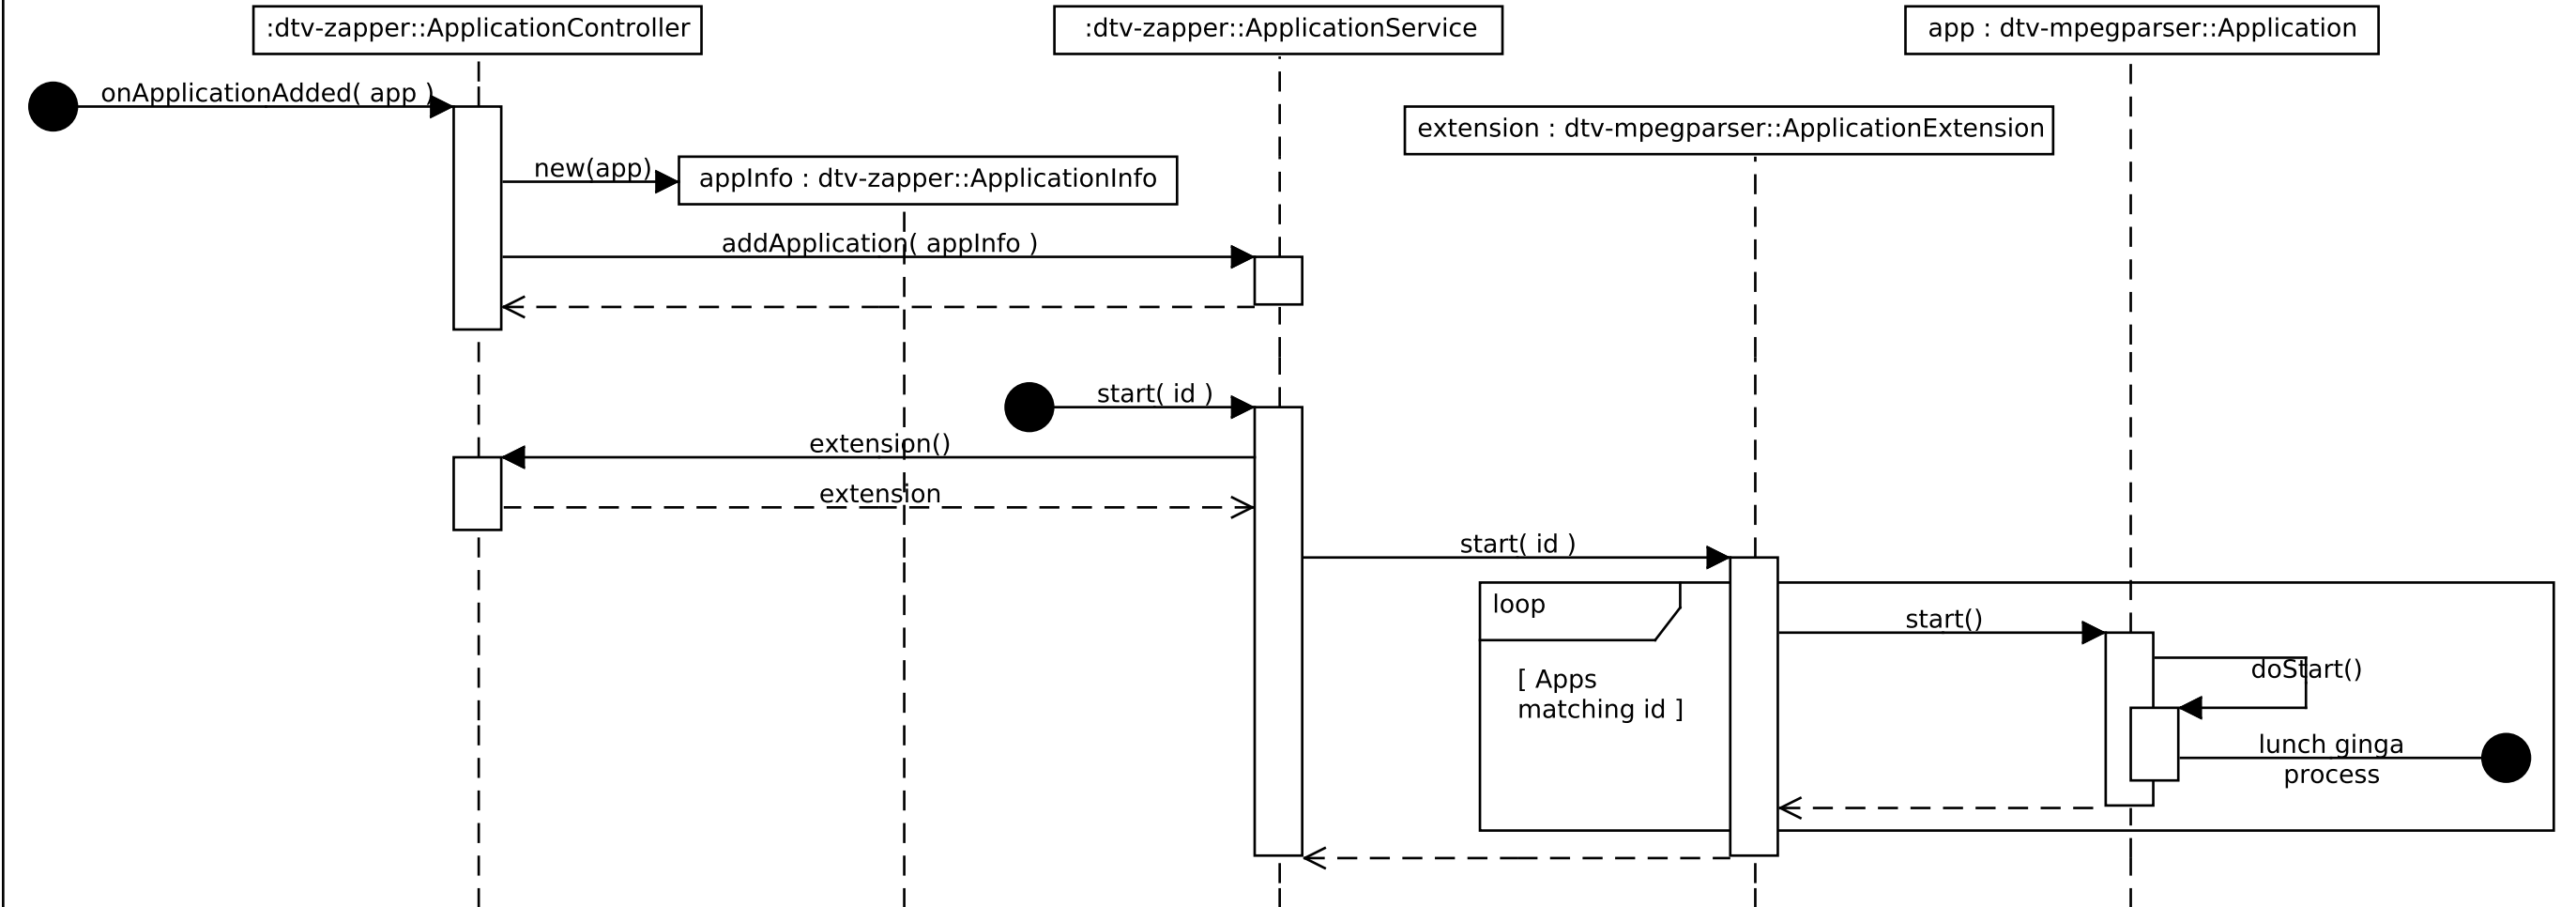 :dtv-zapper::ApplicationController
:dtv-zapper::ApplicationService
app : dtv-mpegparser::Application
onApplicationAdded( app )
extension : dtv-mpegparser::ApplicationExtension
new(app)
appInfo : dtv-zapper::ApplicationInfo
addApplication( appInfo )
start( id )
extension()
extension
start( id )
loop
start()
[ Apps
matching id ]
doStart()
lunch ginga
process